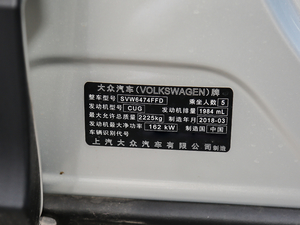 大众汽车(VOLKSWAGEN)牌
整车型号 SVW6474FFD 乘坐人数 5
发动机型号 CUG 发动机排量 1984 mL
最大允许总质量 2225kg 制造年月 2018-03
发动机最大净功率 162 kW 制造国 中国
车辆识别代号
上汽大众汽车有限公司 制造